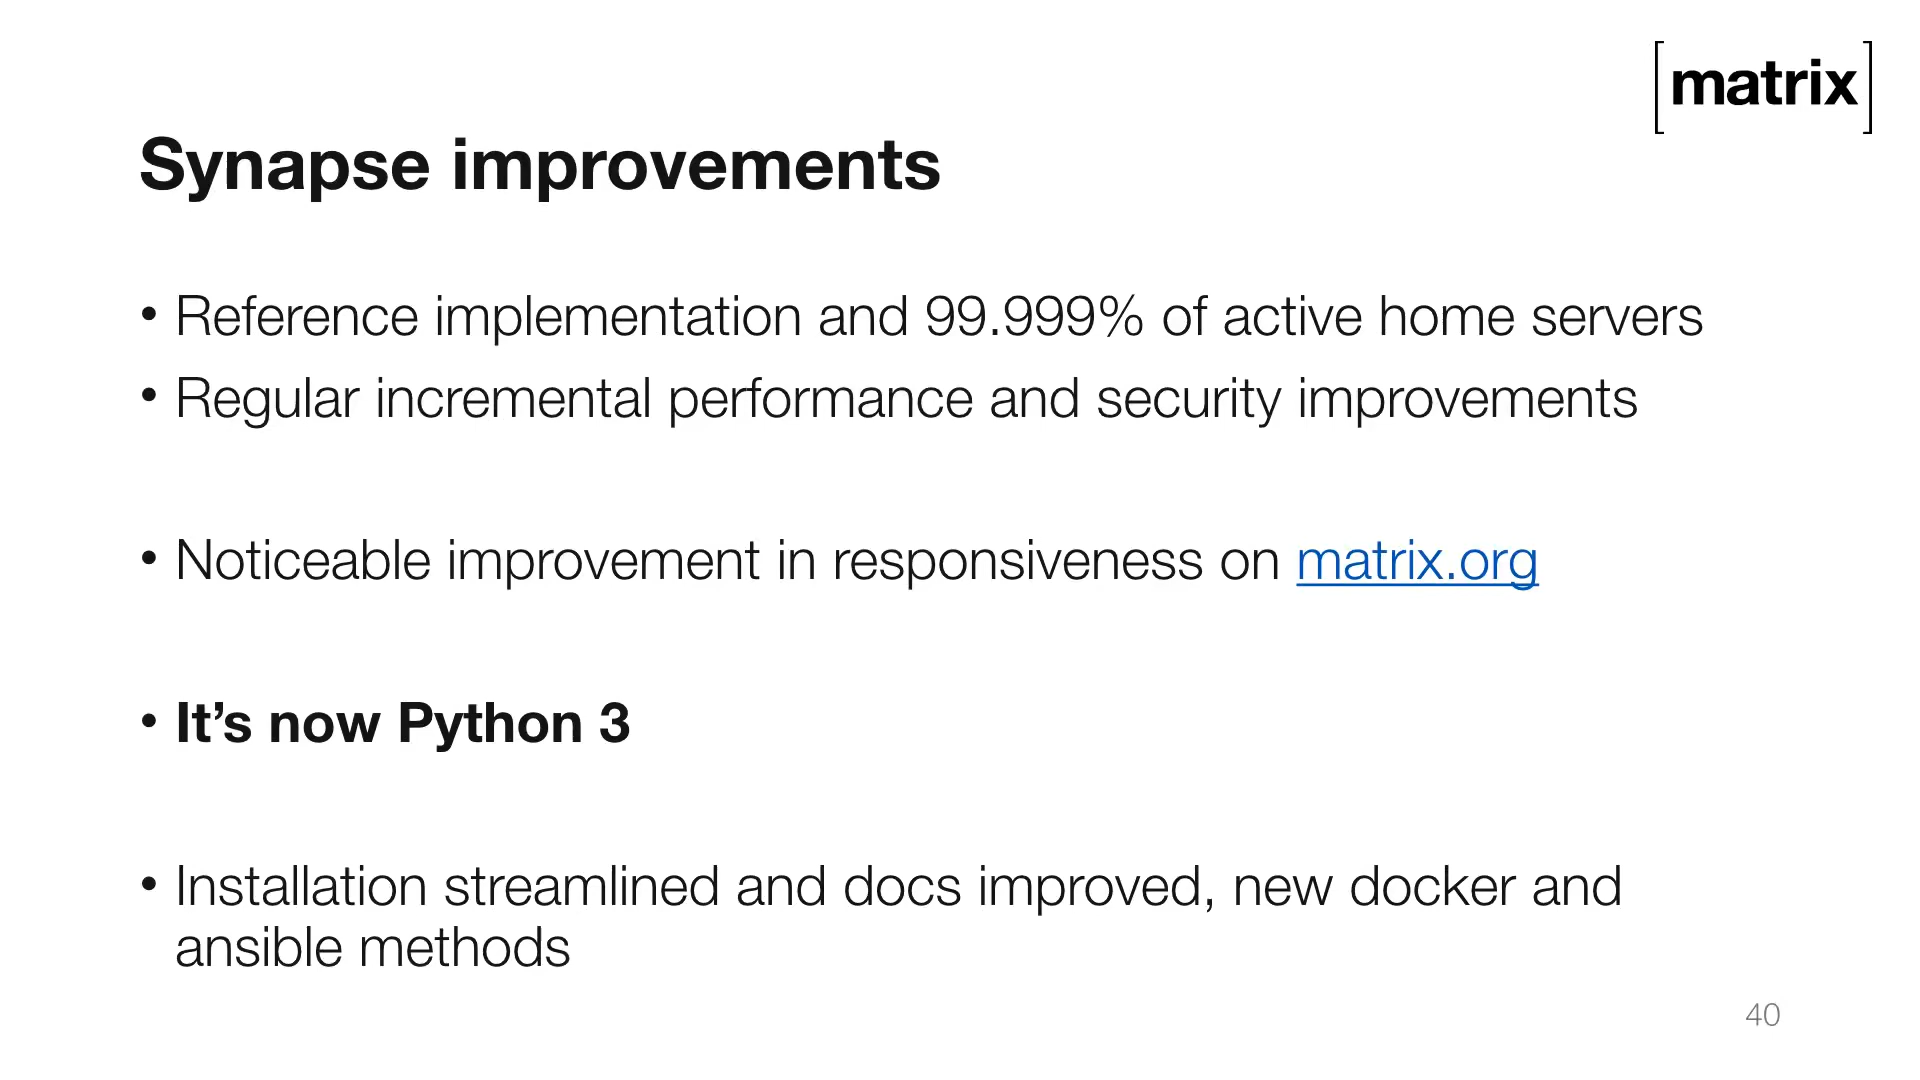 [matrix]
Synapse improvements
• Reference implementation and 99.999% of active home servers
• Regular incremental performance and security improvements
• Noticeable improvement in responsiveness on matrix.org
• It’s now Python 3
• Installation streamlined and docs improved, new docker and
ansible methods
40